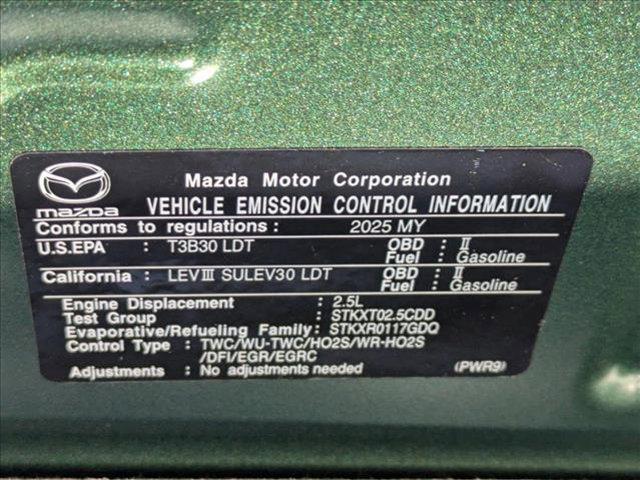 Mazda Motor Corporation
mazda VEHICLE EMISSION CONTROL INFORMATION
Conforms to regulations : 2025 MY
U.S.EPA : T3B30 LDT OBD : II
Fuel : Gasoline
California : LEVIII SULEV30 LDT OBD : II
Fuel : Gasoline
Engine Displacement : 2.5L
Test Group : STKXT02.5CDD
Evaporative/Refueling Family: STKXR0117GDQ
Control Type : TWC/WU-TWC/HO2S/WR-HO2S
/DFI/EGR/EGRC
Adjustments : No adjustments needed (PWR9)